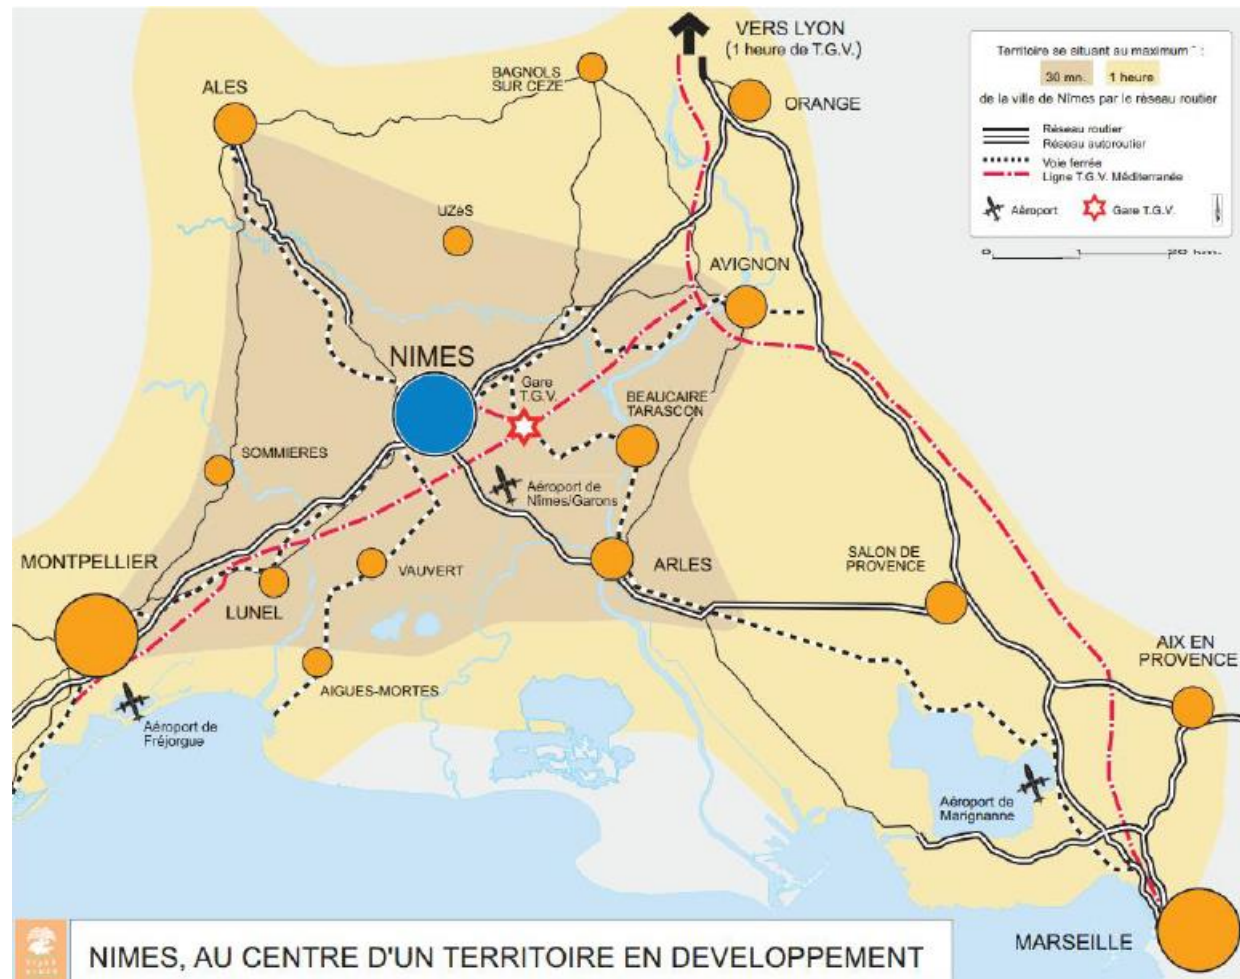 VERS LYON
(1 heure de T.G.V.)
BAGNOLS
SUR CEZE
ALES
ORANGE
Territoire se situant au maximum
30 mn.
1 heure
de la ville de Nîmes par le réseau routier
Réseau routier
Réseau autoroutier
Voie ferrée
Ligne T.G.V. Méditerranée
Aéroport
Gare T.G.V.
UZéS
AVIGNON
NIMES
Gare
T.G.V.
BEAUCAIRE
TARASCON
SOMMIERES
Aéroport de
Nîmes/Garons
MONTPELLIER
VAUVERT
LUNEL
ARLES
SALON DE
PROVENCE
AIX EN
PROVENCE
AIGUES-MORTES
Aéroport de
Fréjorgue
Aéroport de
Marignanne
MARSEILLE
NIMES, AU CENTRE D'UN TERRITOIRE EN DEVELOPPEMENT